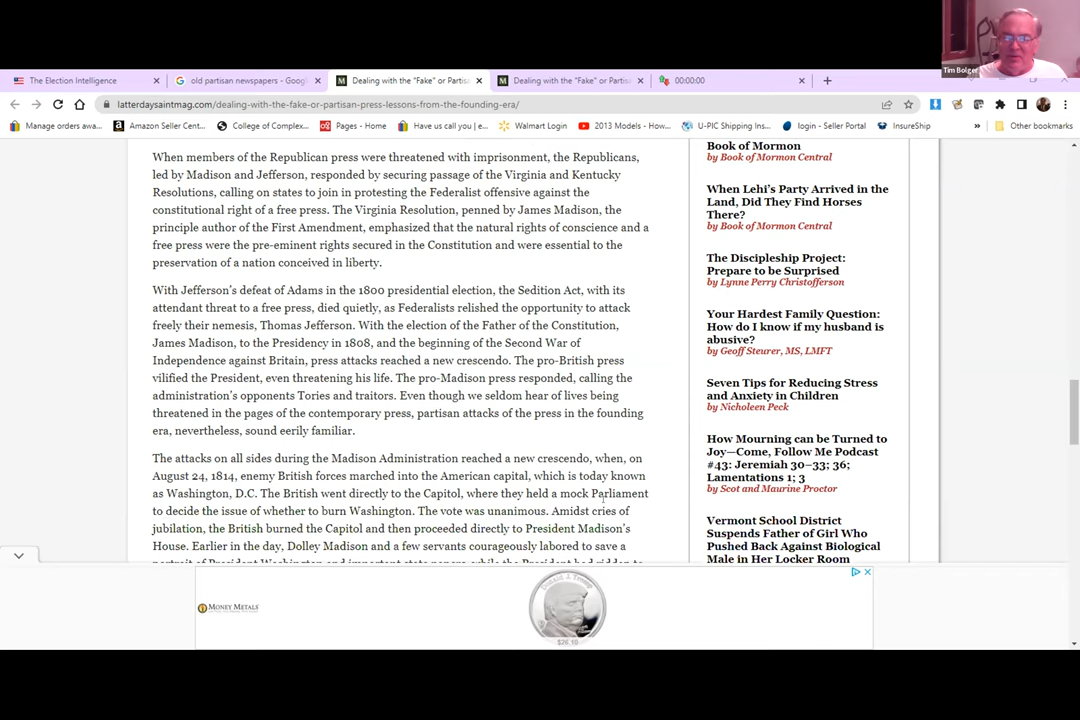 Tim Bolger
The Election Intelligence
old partisan newspapers - Goog
Dealing with the "Fake" or Partisa
Dealing with the "Fake" or Partisa
00:00:00
latterdaysaintmag.com/dealing-with-the-fake-or-partisan-press-lessons-from-the-founding-era/
Manage orders awa...
Amazon Seller Cent...
College of Complex...
Pages - Home
Have us call you | e...
Walmart Login
2013 Models - How...
U-PIC Shipping Ins...
login - Seller Portal
InsureShip
»
Other bookmarks
When members of the Republican press were threatened with imprisonment, the Republicans,
led by Madison and Jefferson, responded by securing passage of the Virginia and Kentucky
Resolutions, calling on states to join in protesting the Federalist offensive against the
constitutional right of a free press. The Virginia Resolution, penned by James Madison, the
principle author of the First Amendment, emphasized that the natural rights of conscience and a
free press were the pre-eminent rights secured in the Constitution and were essential to the
preservation of a nation conceived in liberty.
With Jefferson's defeat of Adams in the 1800 presidential election, the Sedition Act, with its
attendant threat to a free press, died quietly, as Federalists relished the opportunity to attack
freely their nemesis, Thomas Jefferson. With the election of the Father of the Constitution,
James Madison, to the Presidency in 1808, and the beginning of the Second War of
Independence against Britain, press attacks reached a new crescendo. The pro-British press
vilified the President, even threatening his life. The pro-Madison press responded, calling the
administration's opponents Tories and traitors. Even though we seldom hear of lives being
threatened in the pages of the contemporary press, partisan attacks of the press in the founding
era, nevertheless, sound eerily familiar.
The attacks on all sides during the Madison Administration reached a new crescendo, when, on
August 24, 1814, enemy British forces marched into the American capital, which is today known
as Washington, D.C. The British went directly to the Capitol, where they held a mock Parliament
to decide the issue of whether to burn Washington. The vote was unanimous. Amidst cries of
jubilation, the British burned the Capitol and then proceeded directly to President Madison's
House. Earlier in the day, Dolley Madison and a few servants courageously labored to save a
portrait of President Washington and important state papers, while the President had ridden to
Book of Mormon
by Book of Mormon Central
When Lehi's Party Arrived in the
Land, Did They Find Horses
There?
by Book of Mormon Central
The Discipleship Project:
Prepare to be Surprised
by Lynne Perry Christofferson
Your Hardest Family Question:
How do I know if my husband is
abusive?
by Geoff Steurer, MS, LMFT
Seven Tips for Reducing Stress
and Anxiety in Children
by Nicholeen Peck
How Mourning can be Turned to
Joy—Come, Follow Me Podcast
#43: Jeremiah 30–33; 36;
Lamentations 1; 3
by Scot and Maurine Proctor
Vermont School District
Suspends Father of Girl Who
Pushed Back Against Biological
Male in Her Locker Room
MONEY METALS
Donald J. Trump
$26.10